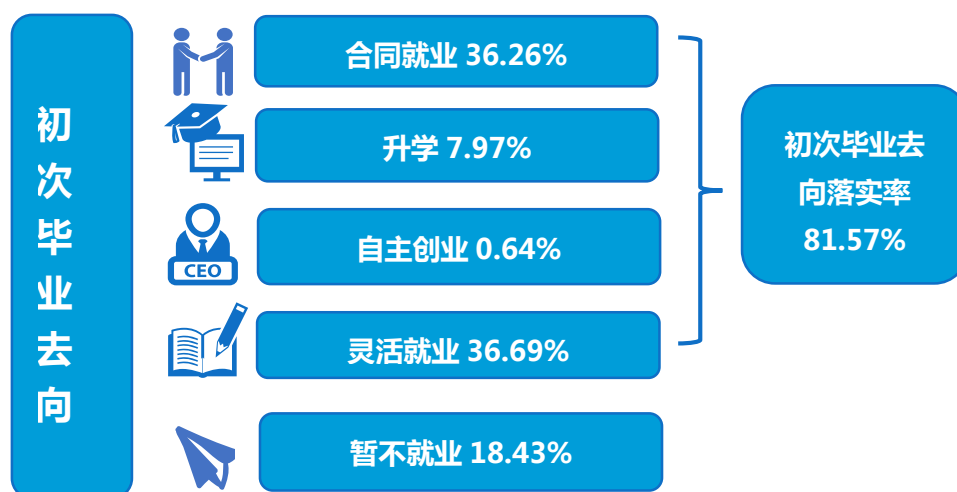 初次毕业去向
合同就业 36.26%
升学 7.97%
CEO
自主创业 0.64%
灵活就业 36.69%
暂不就业 18.43%
初次毕业去
向落实率
81.57%